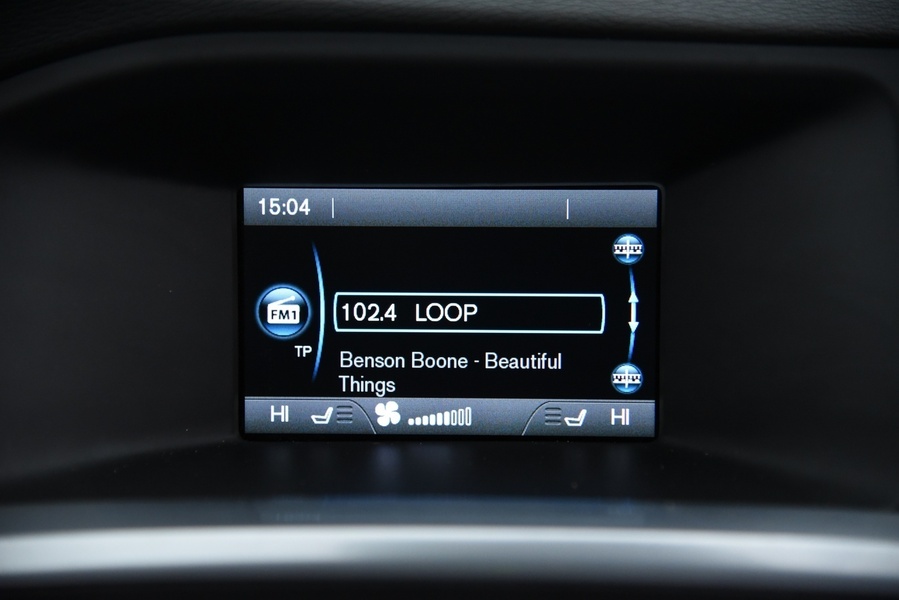 15:04
FM1
102.4 LOOP
TP
Benson Boone - Beautiful
Things
HI HI